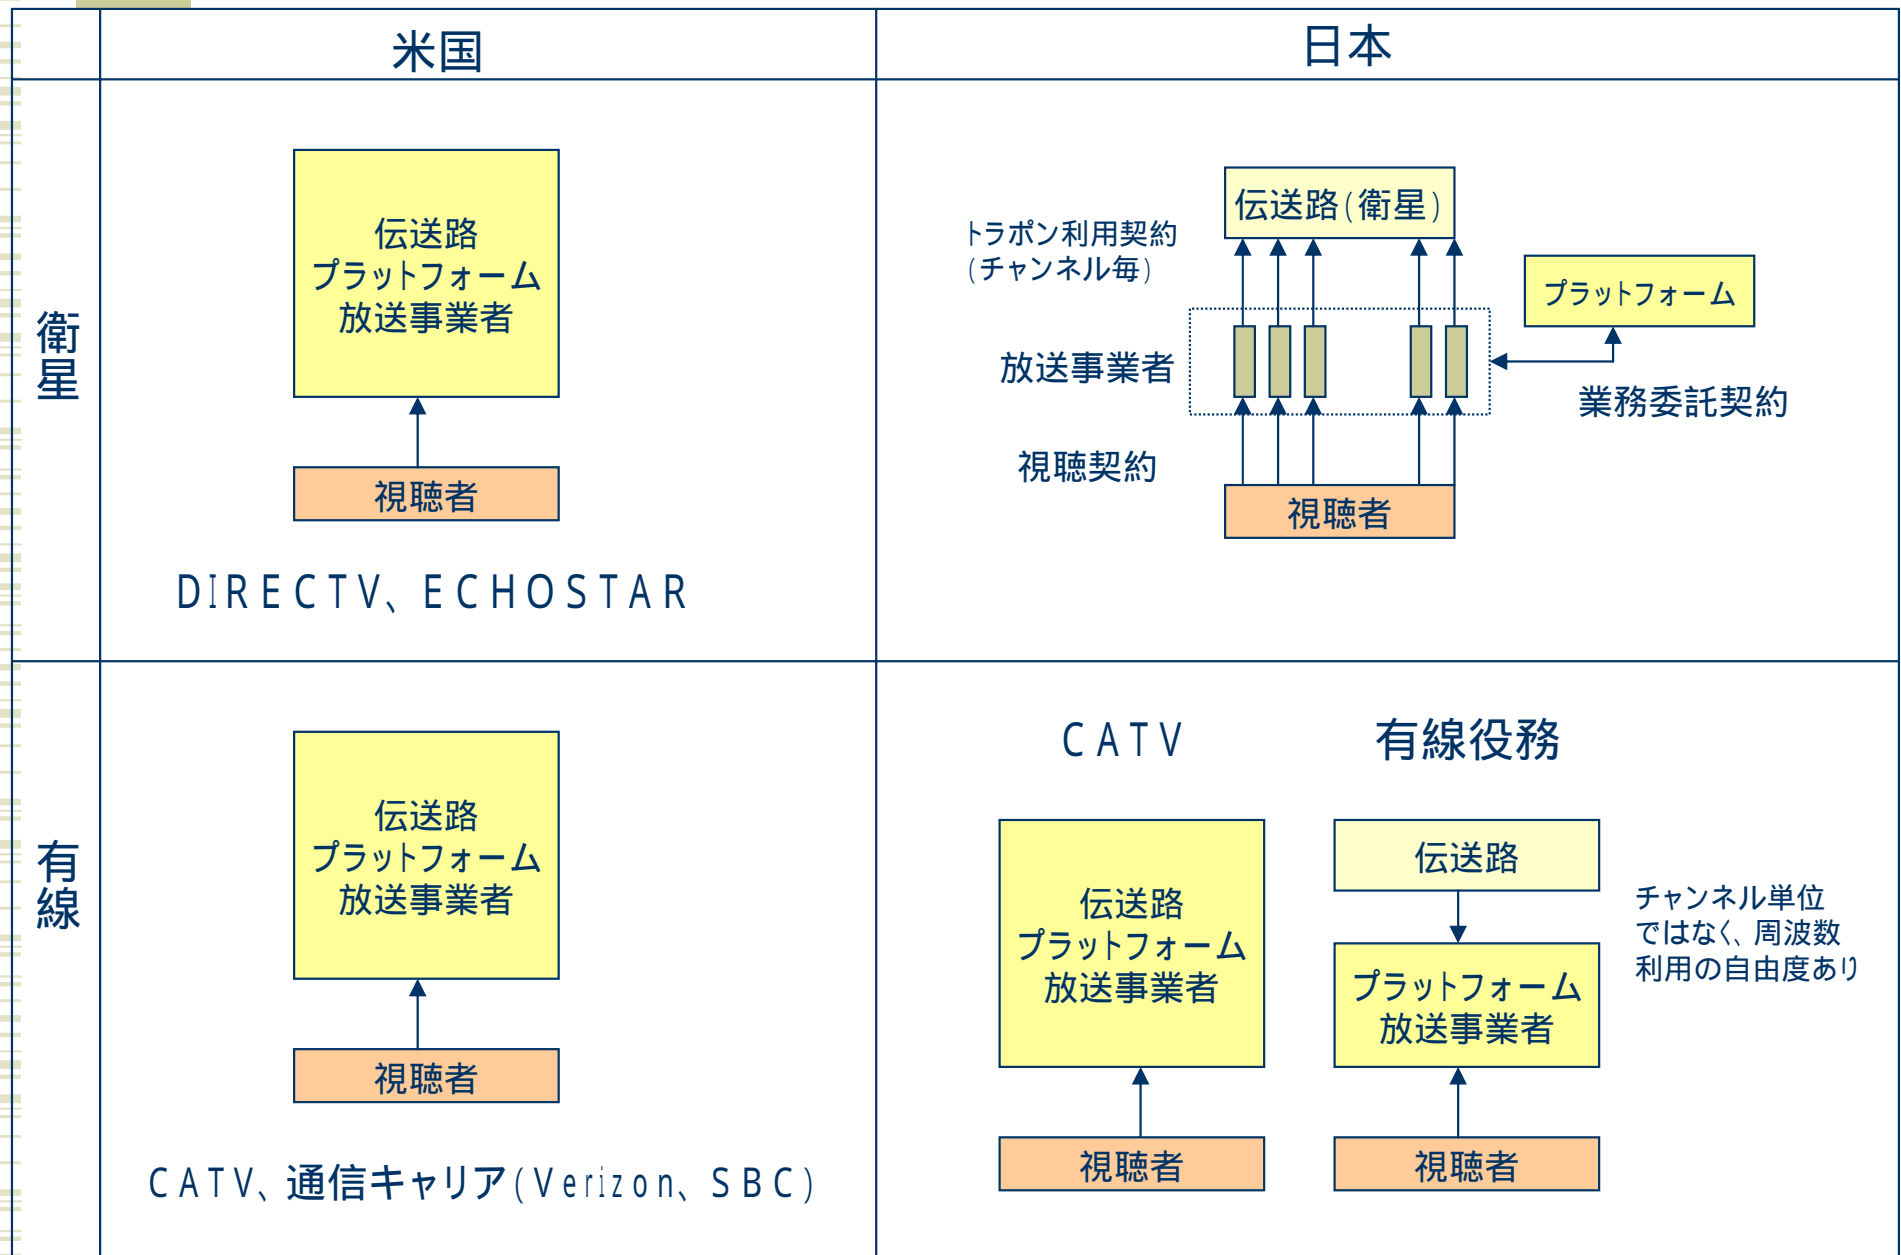 米国
日本
衛星
伝送路
プラットフォーム
放送事業者
視聴者
DIRECTV、ECHOSTAR
伝送路(衛星)
トラポン利用契約
(チャンネル毎)
プラットフォーム
放送事業者
業務委託契約
視聴契約
視聴者
有線
伝送路
プラットフォーム
放送事業者
視聴者
CATV、通信キャリア(Verizon、SBC)
CATV
有線役務
伝送路
プラットフォーム
放送事業者
視聴者
伝送路
プラットフォーム
放送事業者
視聴者
チャンネル単位
ではなく、周波数
利用の自由度あり